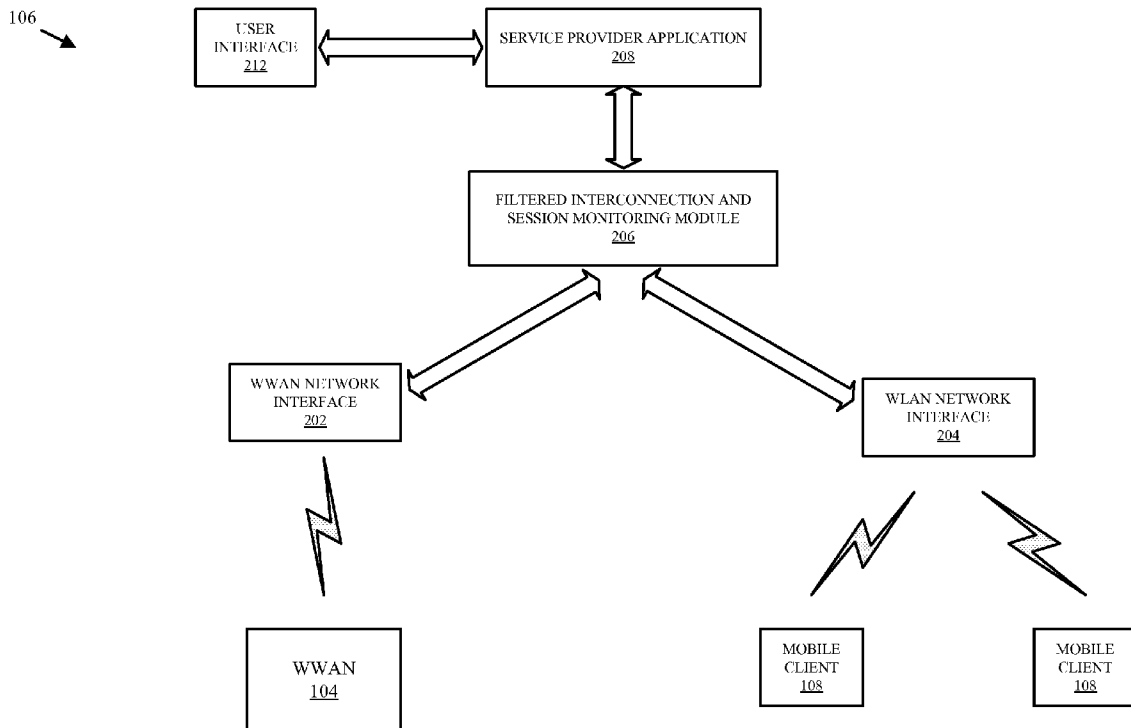 106
USER
INTERFACE
212
SERVICE PROVIDER APPLICATION
208
FILTERED INTERCONNECTION AND
SESSION MONITORING MODULE
206
WWAN NETWORK
INTERFACE
202
WLAN NETWORK
INTERFACE
204
WWAN
104
MOBILE
CLIENT
108
MOBILE
CLIENT
108